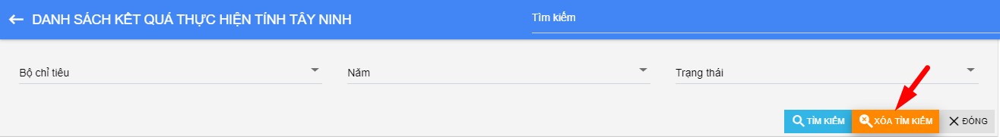 DANH SÁCH KẾT QUẢ THỰC HIỆN TỈNH TÂY NINH
Tìm kiếm
Bộ chỉ tiêu
Năm
Trạng thái
TÌM KIẾM
XÓA TÌM KIẾM
ĐÓNG